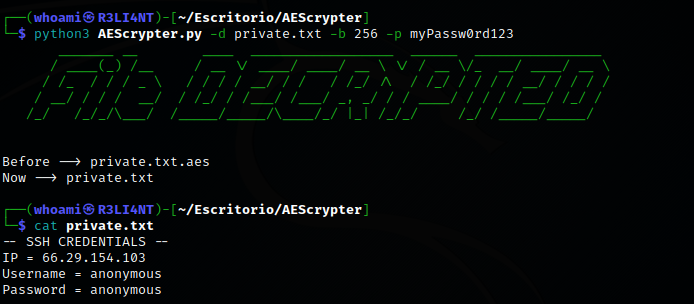 ┌──(whoami㉿R3LI4NT)-[~/Escritorio/AEScrypter]
└─$ python3 AEScrypter.py -d private.txt -b 256 -p myPassw0rd123
File DECRYPTED
Before --> private.txt.aes
Now --> private.txt
┌──(whoami㉿R3LI4NT)-[~/Escritorio/AEScrypter]
└─$ cat private.txt
-- SSH CREDENTIALS --
IP = 66.29.154.103
Username = anonymous
Password = anonymous